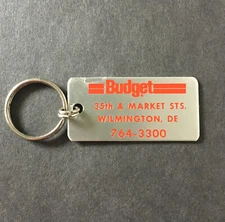 Budget
35th & MARKET STS.
WILMINGTON, DE
764-3300